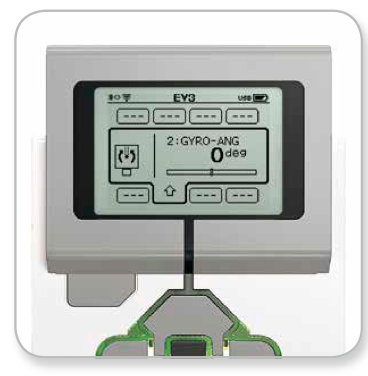 EV3 USB
--- --- --- ---
2:GYRO-ANG
0deg
--- --- ---